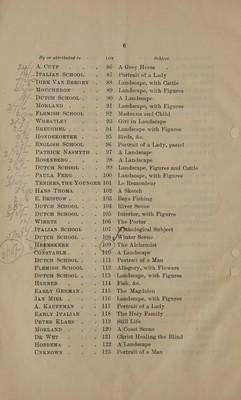 6
By or attributed to LOT Subject.
A. CUYP . . . 86 A Grey Horse
ITALIAN SCHOOL . 87 Portrait of a Lady
DIRK VAN BERGEN . 88 Landscape, with Cattle
MOUCHERON . . 89 Landscape, with Figures
DUTCH SCHOOL . . 90 A Landscape
MORLAND . . . 91 Landscape, with Figures
FLEMISH SCHOOL . 92 Madonna and Child
WHEATLEY . . . 93 Girl in Landscape
BREUGHEL . . . 94 Landscape with Figures
HONDEKOETER . . 95 Birds, &c.
ENGLISH SCHOOL . 96 Portrait of a Lady, pastel
PATRICK NASMYTH . 97 A Landscape
ROSENBERG . . 98 A Landscape
DUTCH SCHOOL . . 99 Landscape, Figures and Cattle
PAULA FERG . . 100 Landscape, with Figures
TENIERS, THE YOUNGER 101 Le Remouleur
HANS THOMA . . 102 A Sketch
E. BRISTOW . . 103 Boys Fishing
DUTCH SCHOOL . . 104 River Scene
DUTCH SCHOOL . . 105 Interior, with Figures
WIERTZ . . . 106 The Porter
ITALIAN SCHOOL . 107 Mythological Subject
DUTCH SCHOOL . . 108 Winter Scene
HEEMSKERK . . 109 The Alchemist
CONSTABLE . . 110 A Landscape
DUTCH SCHOOL . . 111 Portrait of a Man
FLEMISH SCHOOL . 112 Allegory, with Flowers
DUTCH SCHOOL . . 113 Landscape, with Figures
HERRER . . . 114 Fish, &c.
EARLY GERMAN . . 115 The Magdalen
JAN MIEL . . . 116 Landscape, with Figures
A. KAUFFMAN . . 117 Portrait of a Lady
EARLY ITALIAN . 118 The Holy Family
PETER KLAES . . 119 Still Life
MORLAND . . . 120 A Coast Scene
DE WET . . . 121 Christ Healing the Blind
HOBBEMA . . . 122 A Landscape
UNKNOWN . . . 123 Portrait of a Man